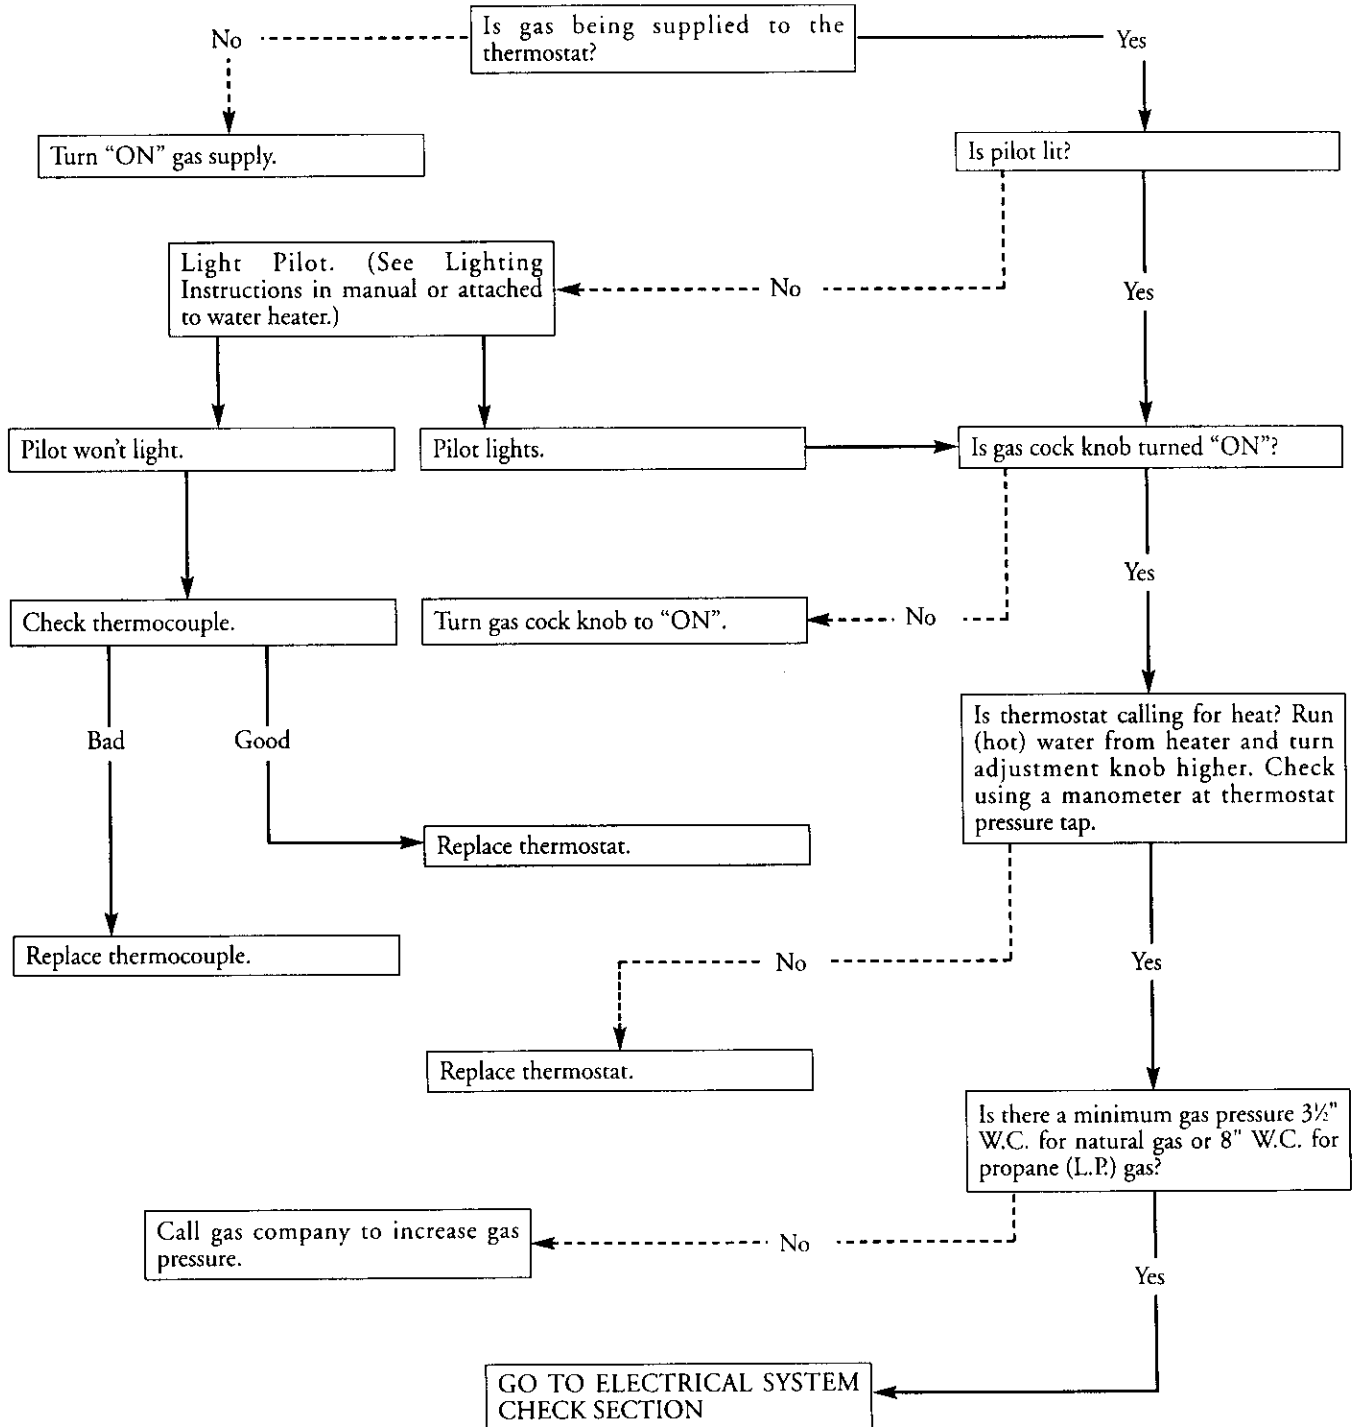 Is gas being supplied to the
thermostat?
No
Yes
Turn “ON” gas supply.
Is pilot lit?
Light Pilot. (See Lighting
Instructions in manual or attached
to water heater.)
No
Yes
Pilot won't light.
Pilot lights.
Is gas cock knob turned “ON”?
Yes
Check thermocouple.
Turn gas cock knob to “ON”.
No
Bad
Good
Is thermostat calling for heat? Run
(hot) water from heater and turn
adjustment knob higher. Check
using a manometer at thermostat
pressure tap.
Replace thermostat.
Replace thermocouple.
No
Yes
Replace thermostat.
Is there a minimum gas pressure 3½"
W.C. for natural gas or 8" W.C. for
propane (L.P.) gas?
Call gas company to increase gas
pressure.
No
Yes
GO TO ELECTRICAL SYSTEM
CHECK SECTION